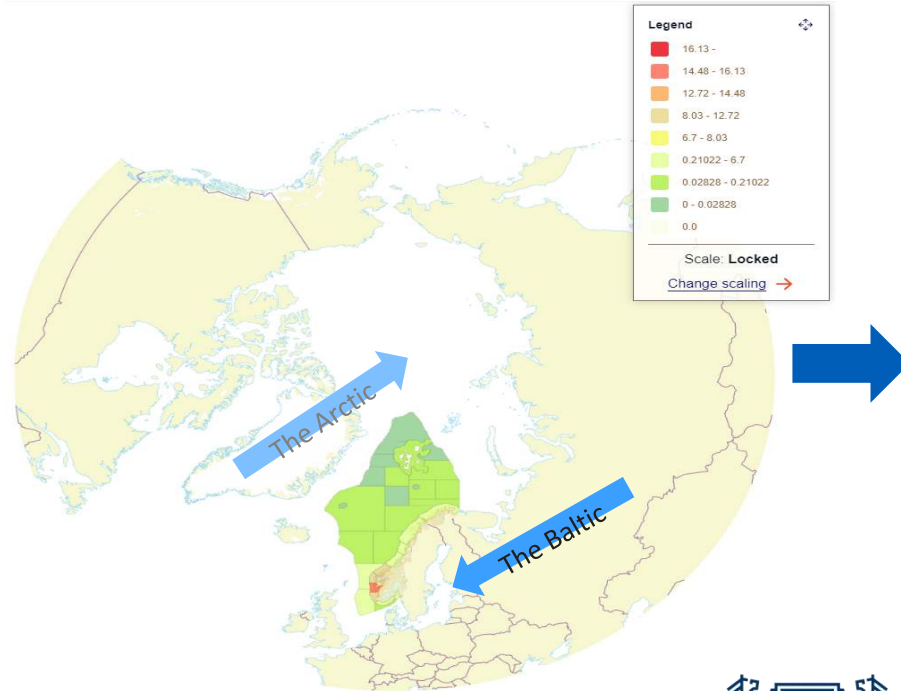 Legend
16.13 -
14.48 - 16.13
12.72 - 14.48
8.03 - 12.72
6.7 - 8.03
0.21022 - 6.7
0.02828 - 0.21022
0 - 0.02828
0.0
Scale: Locked
Change scaling
The Arctic
The Baltic